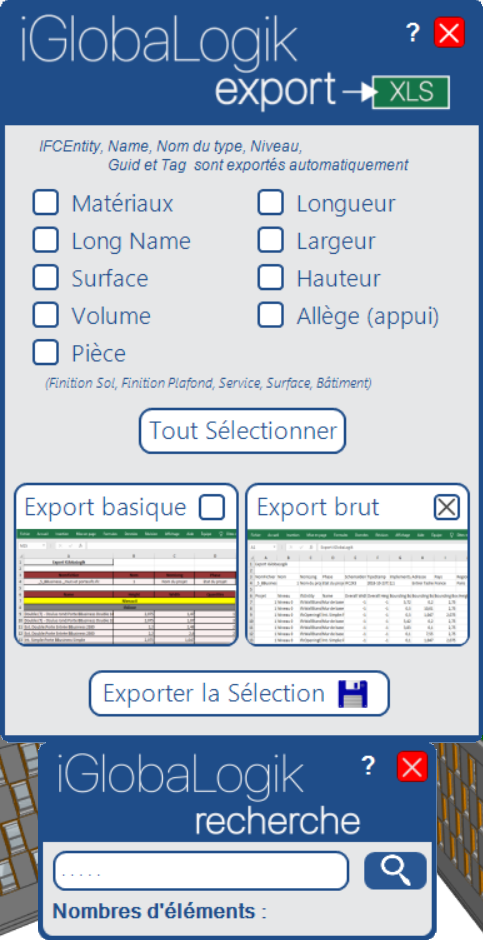 iGlobaLogik
?
export
XLS
IFCEntity, Name, Nom du type, Niveau,
Guid et Tag sont exportés automatiquement
Matériaux
Longueur
Long Name
Largeur
Surface
Hauteur
Volume
Allège (appui)
Pièce
(Finition Sol, Finition Plafond, Service, Surface, Bâtiment)
Tout Sélectionner
Export basique
Export brut
Exporter la Sélection
iGlobaLogik
?
recherche
. . . . .
Nombres d'éléments :